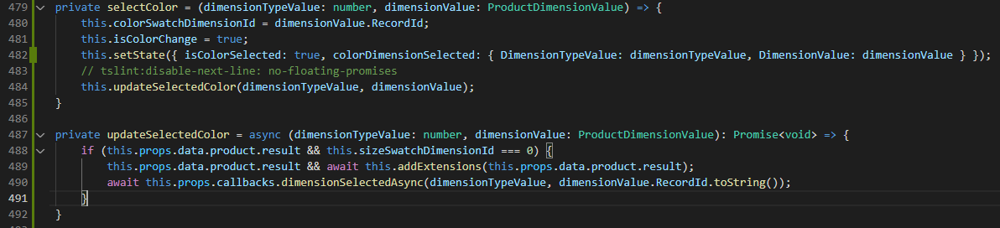 479 private selectColor = (dimensionTypeValue: number, dimensionValue: ProductDimensionValue) => {
480 this.colorSwatchDimensionId = dimensionValue.RecordId;
481 this.isColorChange = true;
482 this.setState({ isColorSelected: true, colorDimensionSelected: { DimensionTypeValue: dimensionTypeValue, DimensionValue: dimensionValue } });
483 // tslint:disable-next-line: no-floating-promises
484 this.updateSelectedColor(dimensionTypeValue, dimensionValue);
485 }
486
487 private updateSelectedColor = async (dimensionTypeValue: number, dimensionValue: ProductDimensionValue): Promise<void> => {
488 if (this.props.data.product.result && this.sizeSwatchDimensionId === 0) {
489 this.props.data.product.result && await this.addExtensions(this.props.data.product.result);
490 await this.props.callbacks.dimensionSelectedAsync(dimensionTypeValue, dimensionValue.RecordId.toString());
491 }
492 }